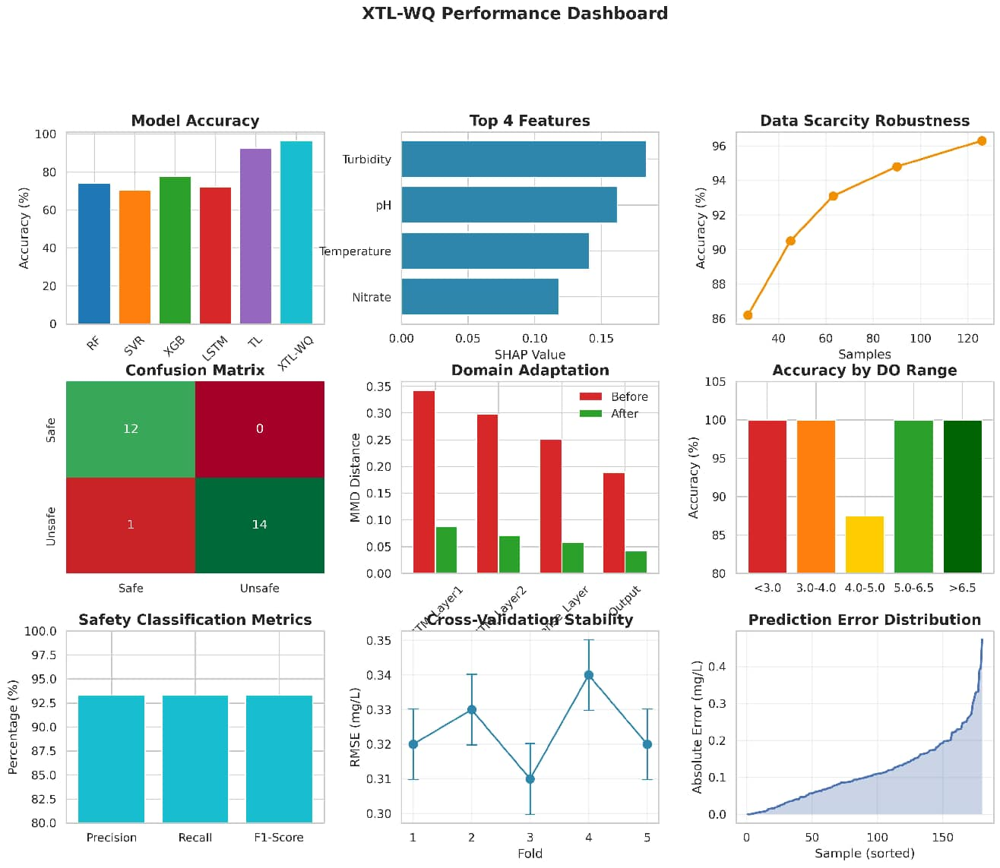 XTL-WQ Performance Dashboard
Model Accuracy
Accuracy (%)
100
80
60
40
20
0
RF
SVR
XGB
LSTM
TL
XTL-WQ
Top 4 Features
Turbidity
pH
Temperature
Nitrate
0.00 0.05 0.10 0.15
SHAP Value
Data Scarcity Robustness
Accuracy (%)
96
94
92
90
88
86
40 60 80 100 120
Samples
Confusion Matrix
Safe
Unsafe
12 0
1 14
Safe Unsafe
Domain Adaptation
MMD Distance
0.35
0.30
0.25
0.20
0.15
0.10
0.05
0.00
Before
After
Layer1
Layer2
Layer
Output
Accuracy by DO Range
Accuracy (%)
105
100
95
90
85
80
<3.0 3.0-4.0 4.0-5.0 5.0-6.5 >6.5
Safety Classification Metrics
Percentage (%)
100.0
97.5
95.0
92.5
90.0
87.5
85.0
82.5
80.0
Precision Recall F1-Score
Cross-Validation Stability
RMSE (mg/L)
0.35
0.34
0.33
0.32
0.31
0.30
1 2 3 4 5
Fold
Prediction Error Distribution
Absolute Error (mg/L)
0.4
0.3
0.2
0.1
0.0
0 50 100 150
Sample (sorted)